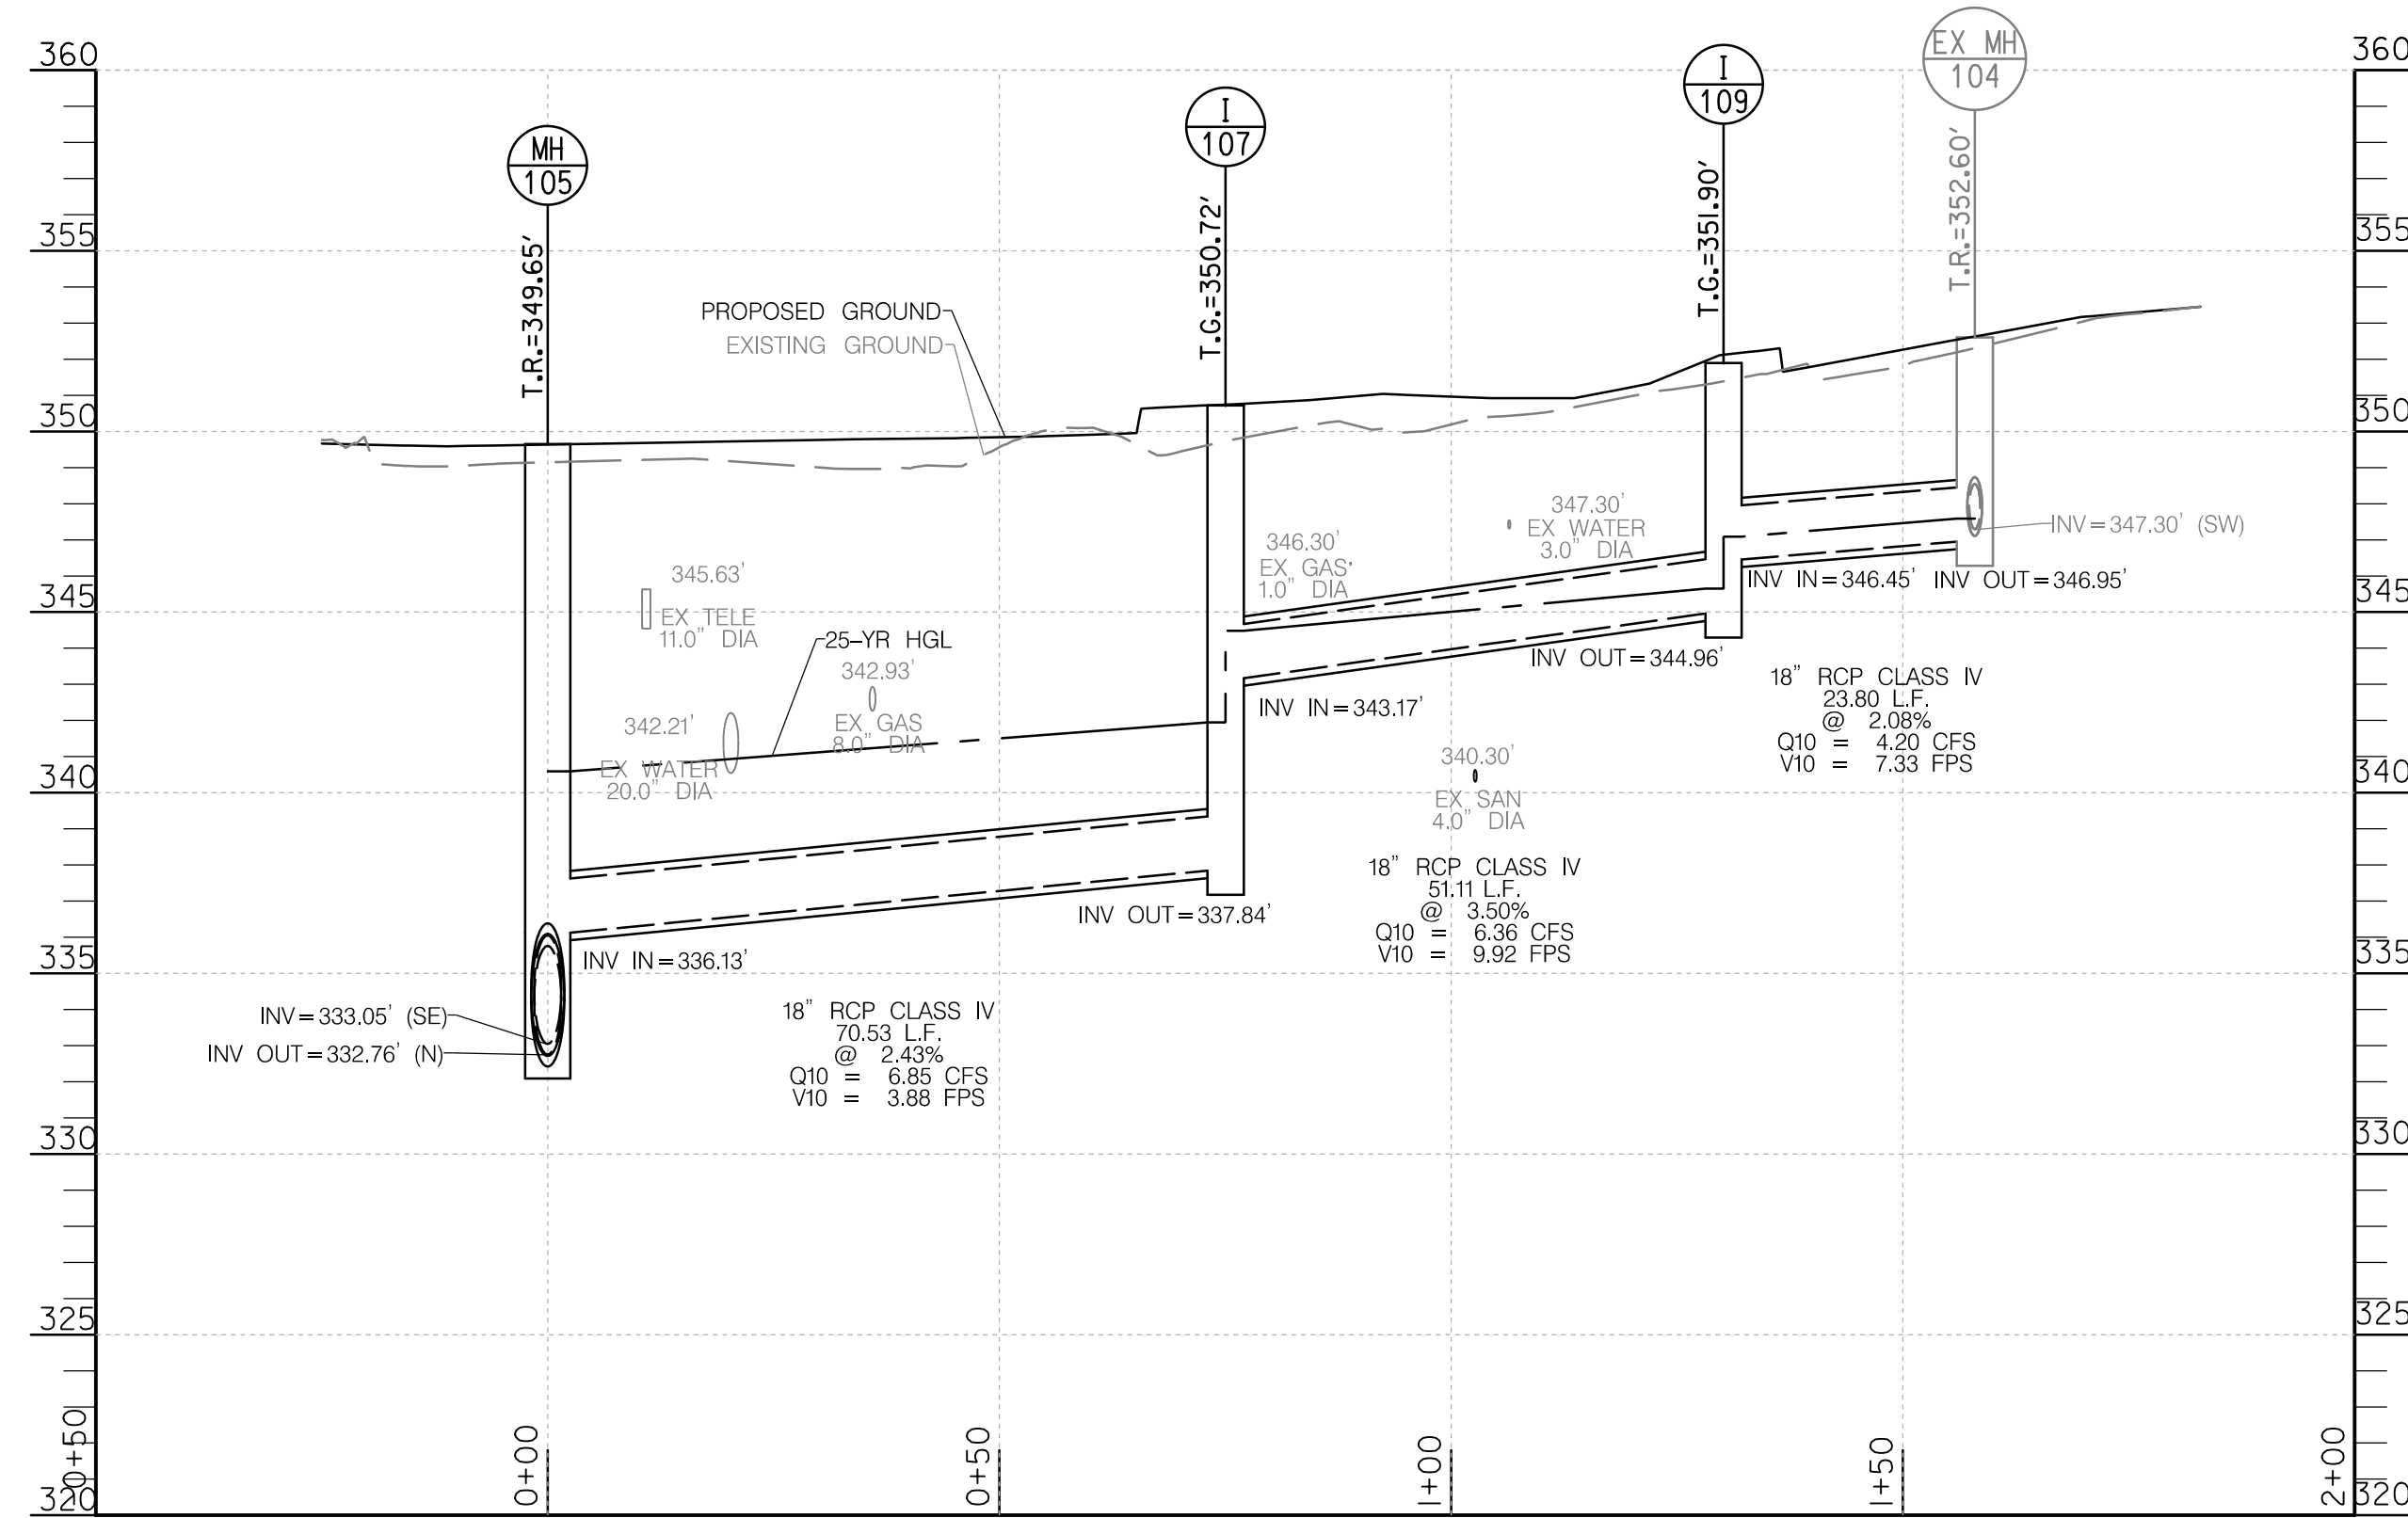 EX MH
104
I
109
I
107
MH
105
360
360
T.R.=349.65'
T.G.=350.72'
T.G.=351.90'
T.R.=352.60'
355
355
PROPOSED GROUND
EXISTING GROUND
350
350
347.30'
EX WATER
3.0" DIA
346.30'
EX GAS
1.0" DIA
INV=347.30' (SW)
345.63'
EX TELE
11.0" DIA
INV IN=346.45'
INV OUT=346.95'
345
345
25-YR HGL
342.93'
EX GAS
8.0" DIA
342.21'
EX WATER
20.0" DIA
INV OUT=344.96'
INV IN=343.17'
18" RCP CLASS IV
23.80 L.F.
@ 2.08%
Q10 = 4.20 CFS
V10 = 7.33 FPS
340
340
340.30'
EX SAN
4.0" DIA
18" RCP CLASS IV
51.11 L.F.
@ 3.50%
Q10 = 6.36 CFS
V10 = 9.92 FPS
INV OUT=337.84'
INV IN=336.13'
335
335
INV=333.05' (SE)
INV OUT=332.76' (N)
18" RCP CLASS IV
70.53 L.F.
@ 2.43%
Q10 = 6.85 CFS
V10 = 3.88 FPS
330
330
325
325
320
320
0+50
0+00
0+50
1+00
1+50
2+00